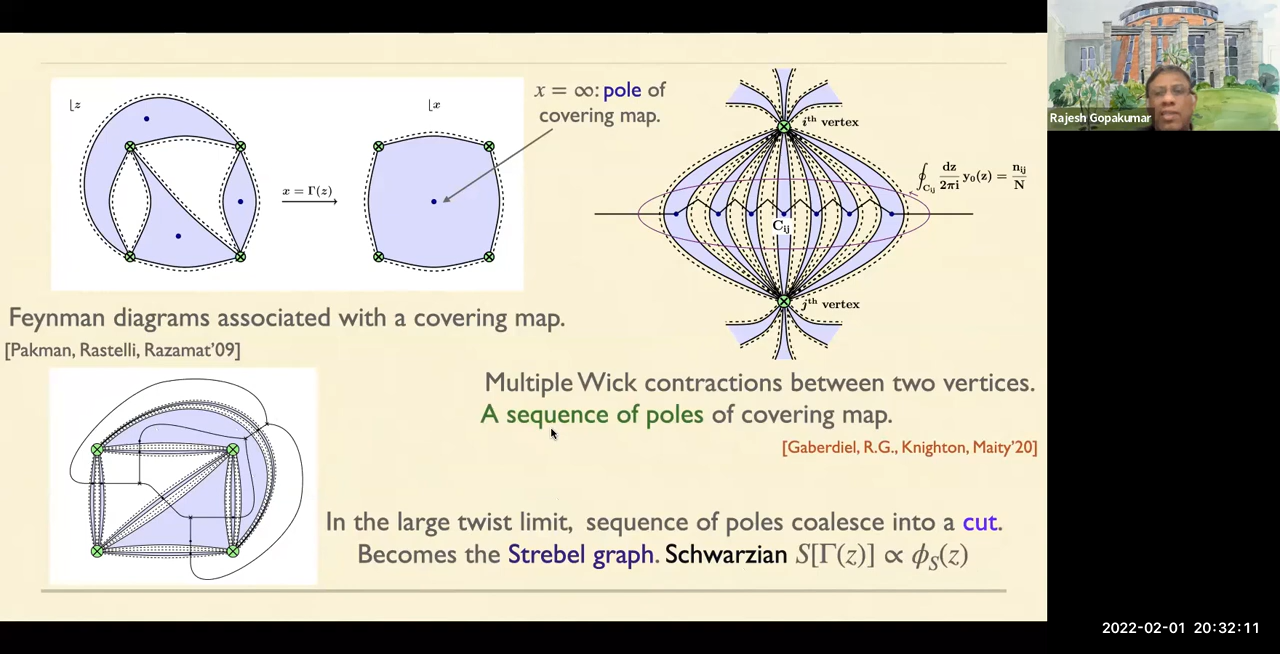 ⌊z
⌊x
x = Γ(z)
x = ∞: pole of
covering map.
iᵗʰ vertex
∮_{C_ij} dz/2πi y₀(z) = n_ij/N
C_ij
jᵗʰ vertex
Rajesh Gopakumar
Feynman diagrams associated with a covering map.
[Pakman, Rastelli, Razamat'09]
Multiple Wick contractions between two vertices.
A sequence of poles of covering map.
[Gaberdiel, R.G., Knighton, Maity'20]
In the large twist limit, sequence of poles coalesce into a cut.
Becomes the Strebel graph. Schwarzian S[Γ(z)] ∝ ϕ_S(z)
2022-02-01 20:32:11